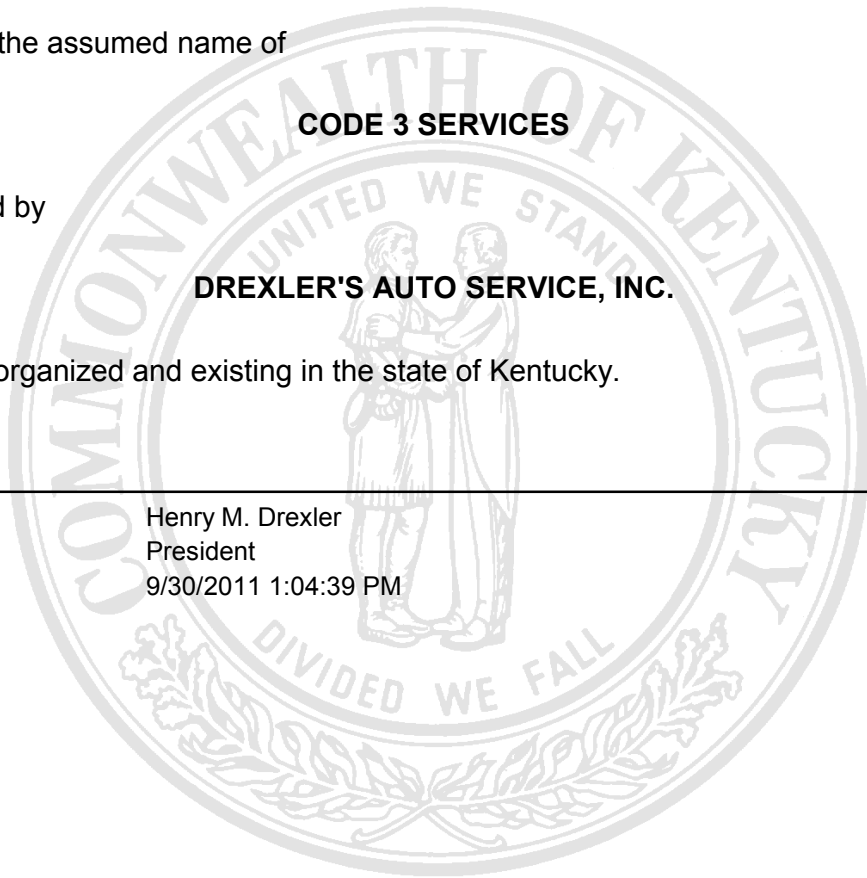 the assumed name of
CODE 3 SERVICES
d by
DREXLER'S AUTO SERVICE, INC.
organized and existing in the state of Kentucky.
Henry M. Drexler
President
9/30/2011 1:04:39 PM
COMMONWEALTH OF KENTUCKY
UNITED WE STAND
DIVIDED WE FALL